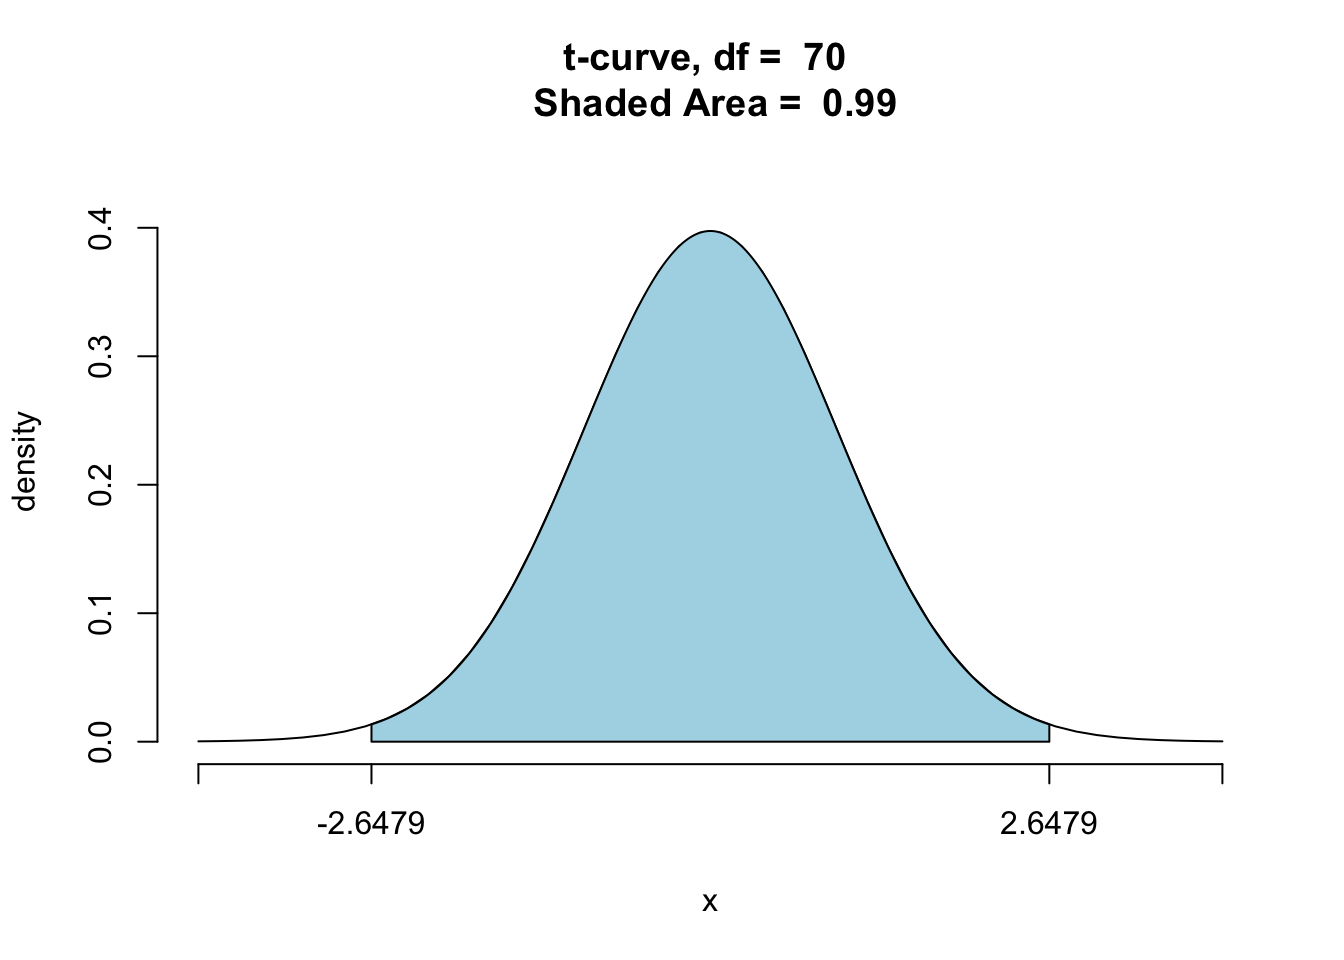 t-curve, df = 70
Shaded Area = 0.99
0.4
0.3
0.2
0.1
0.0
density
-2.6479 2.6479
x